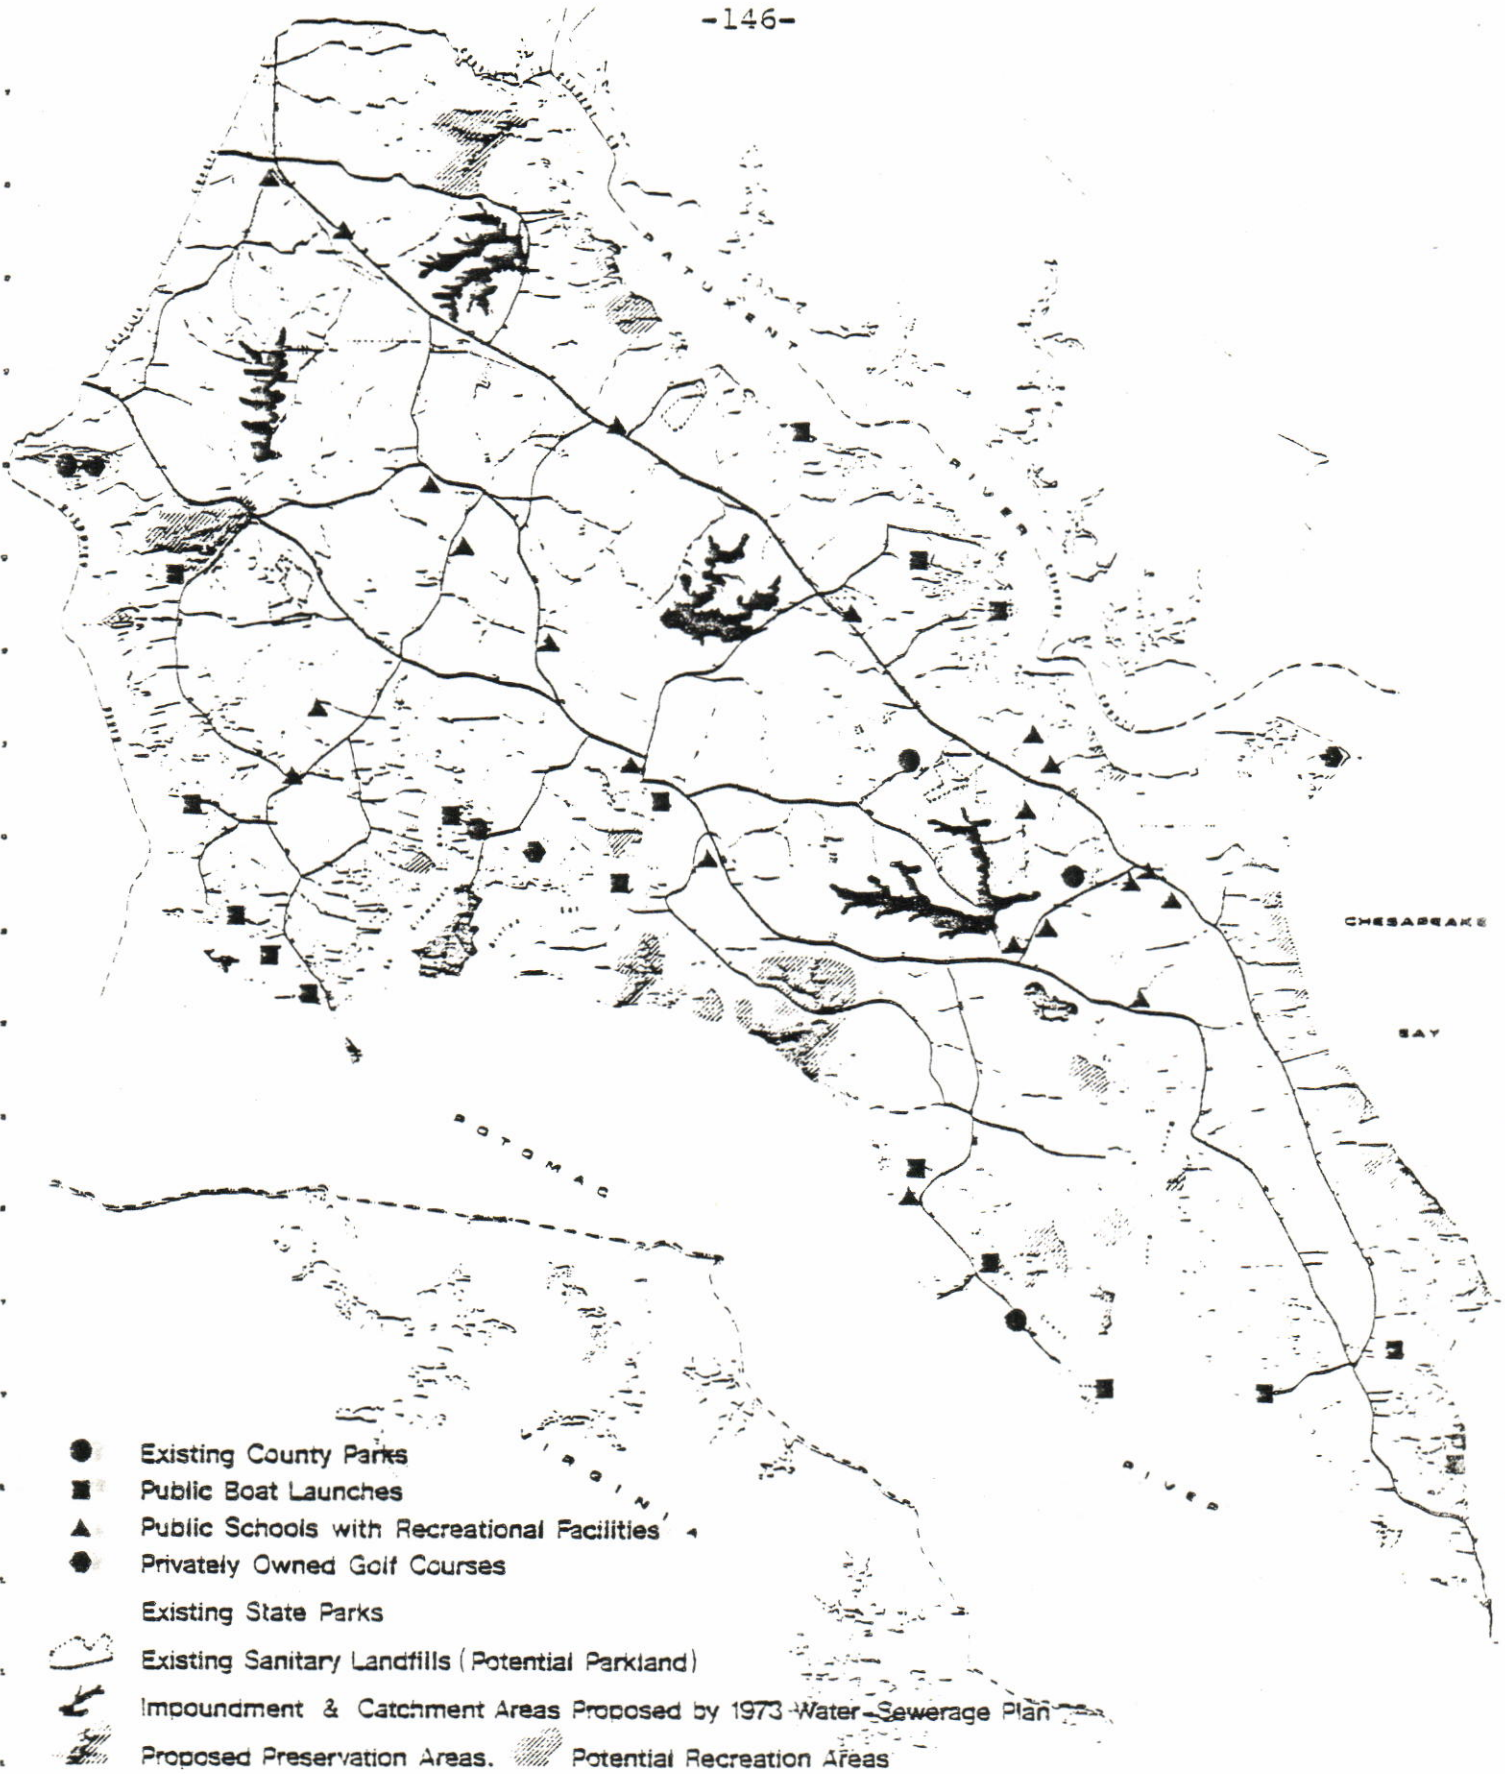 -146-
PATUXENT
RIVER
CHESAPEAKE
BAY
POTOMAC
RIVER
Existing County Parks
Public Boat Launches
Public Schools with Recreational Facilities
Privately Owned Golf Courses
Existing State Parks
Existing Sanitary Landfills (Potential Parkland)
Impoundment & Catchment Areas Proposed by 1973 Water-Sewerage Plan
Proposed Preservation Areas. Potential Recreation Areas